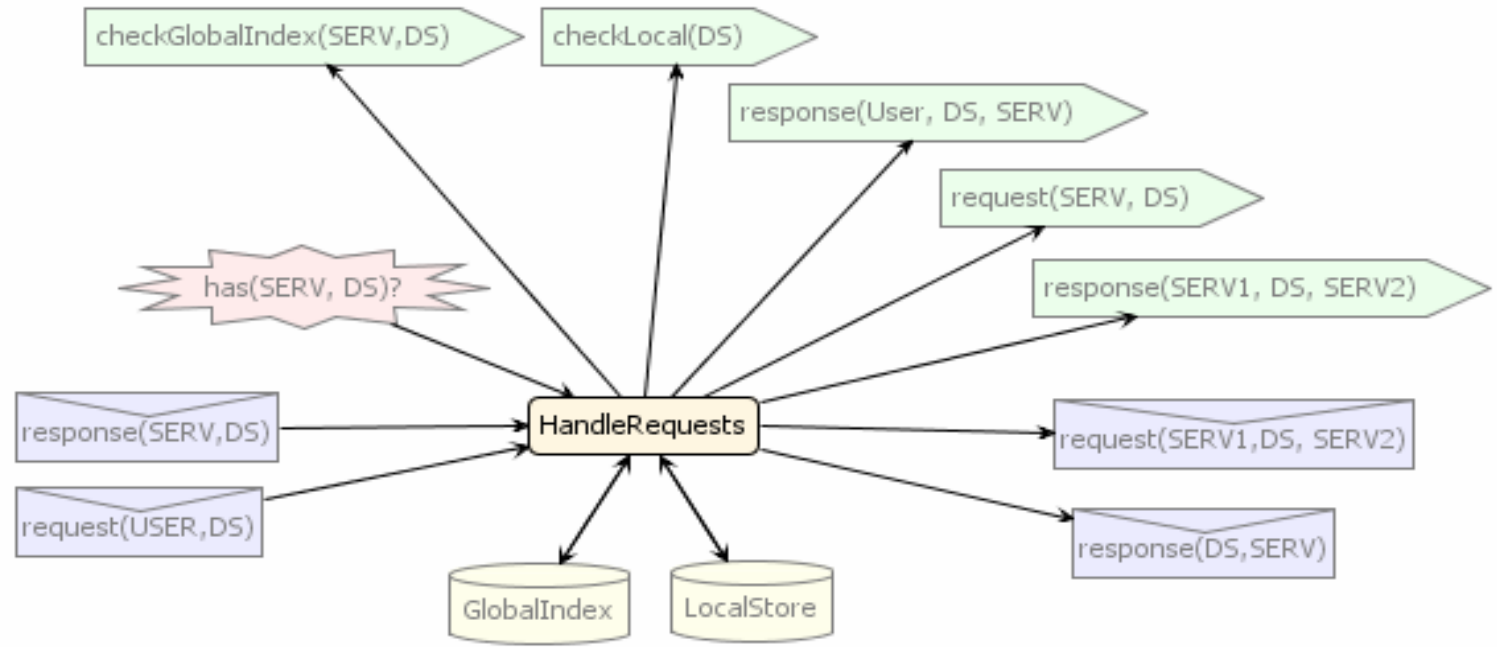 checkGlobalIndex(SERV,DS)
checkLocal(DS)
response(User, DS, SERV)
request(SERV, DS)
has(SERV, DS)?
response(SERV1, DS, SERV2)
response(SERV,DS)
HandleRequests
request(SERV1,DS, SERV2)
request(USER,DS)
response(DS,SERV)
GlobalIndex
LocalStore